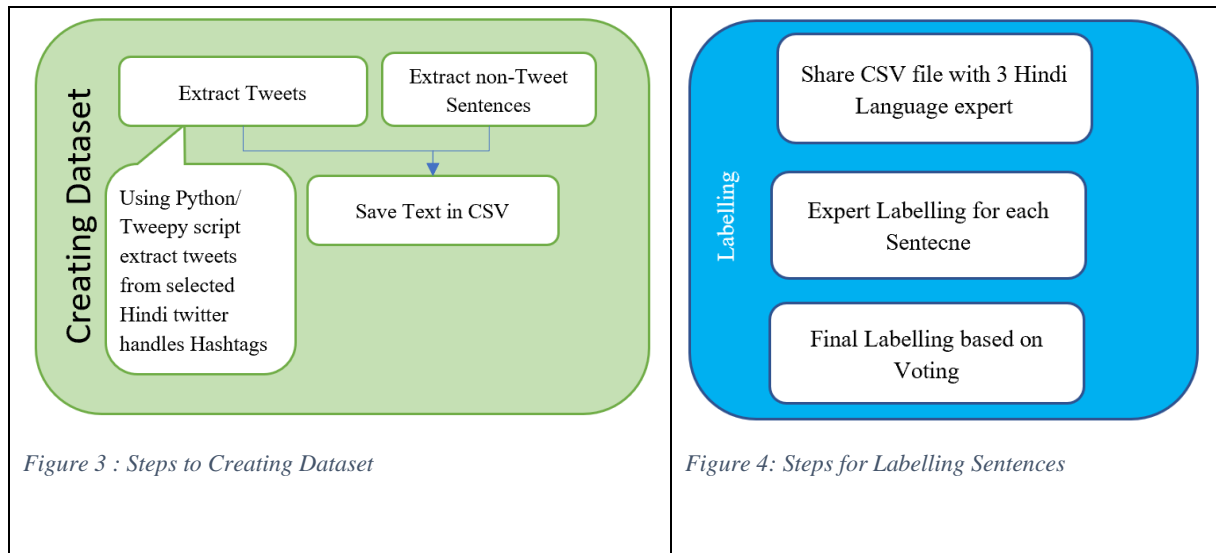 Creating Dataset
Extract Tweets
Extract non-Tweet
Sentences
Using Python/
Tweepy script
extract tweets
from selected
Hindi twitter
handles Hashtags
Save Text in CSV
Figure 3 : Steps to Creating Dataset
Labelling
Share CSV file with 3 Hindi
Language expert
Expert Labelling for each
Sentecne
Final Labelling based on
Voting
Figure 4: Steps for Labelling Sentences